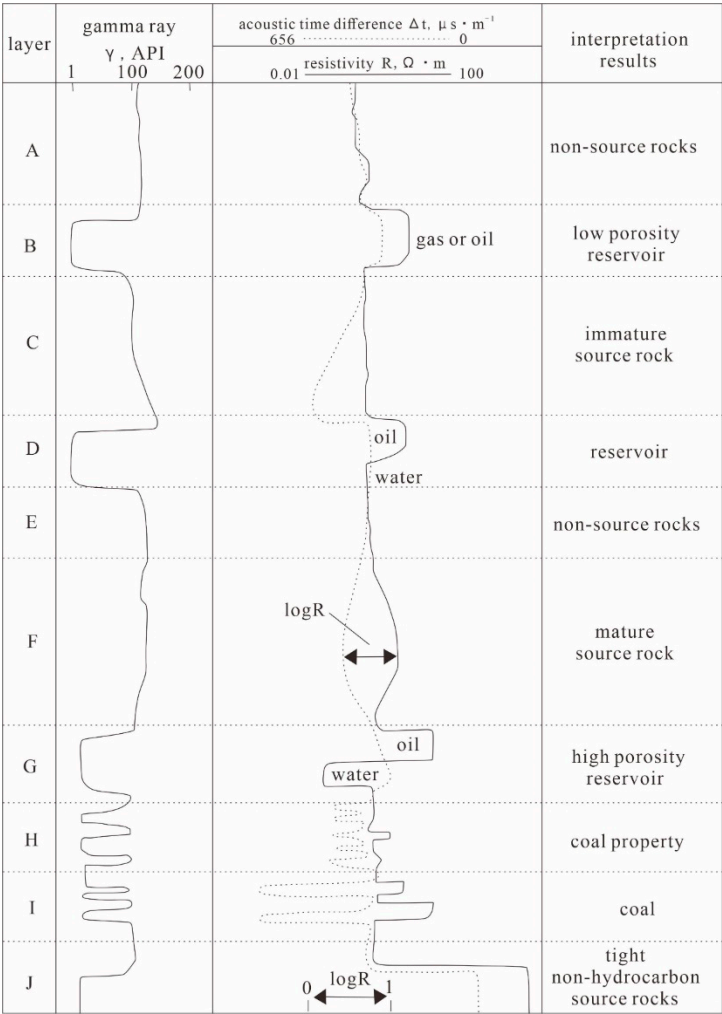 layer
gamma ray
γ, API
1 100 200
acoustic time difference Δt, μs·m⁻¹
656 0
resistivity R, Ω·m
0.01 100
interpretation
results
A
non-source rocks
B
gas or oil
low porosity
reservoir
C
immature
source rock
D
oil
water
reservoir
E
non-source rocks
F
logR
mature
source rock
G
oil
water
high porosity
reservoir
H
coal property
I
coal
J
0 logR 1
tight
non-hydrocarbon
source rocks